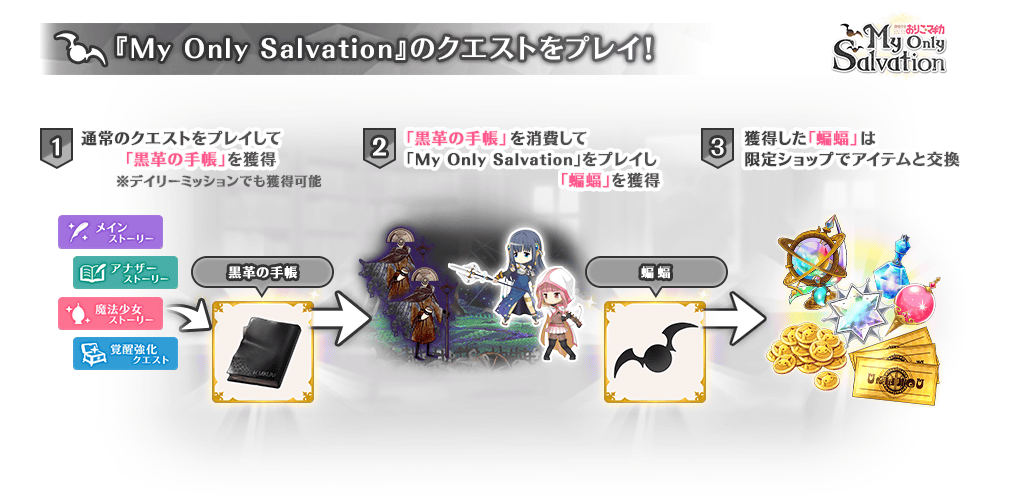 『My Only Salvation』のクエストをプレイ!
おりこマギカ
My Only
Salvation
1
通常のクエストをプレイして
「黒革の手帳」を獲得
※デイリーミッションでも獲得可能
2
「黒革の手帳」を消費して
「My Only Salvation」をプレイし
「蝙蝠」を獲得
3
獲得した「蝙蝠」は
限定ショップでアイテムと交換
メイン
ストーリー
アナザー
ストーリー
魔法少女
ストーリー
覚醒強化
クエスト
黒革の手帳
蝙蝠